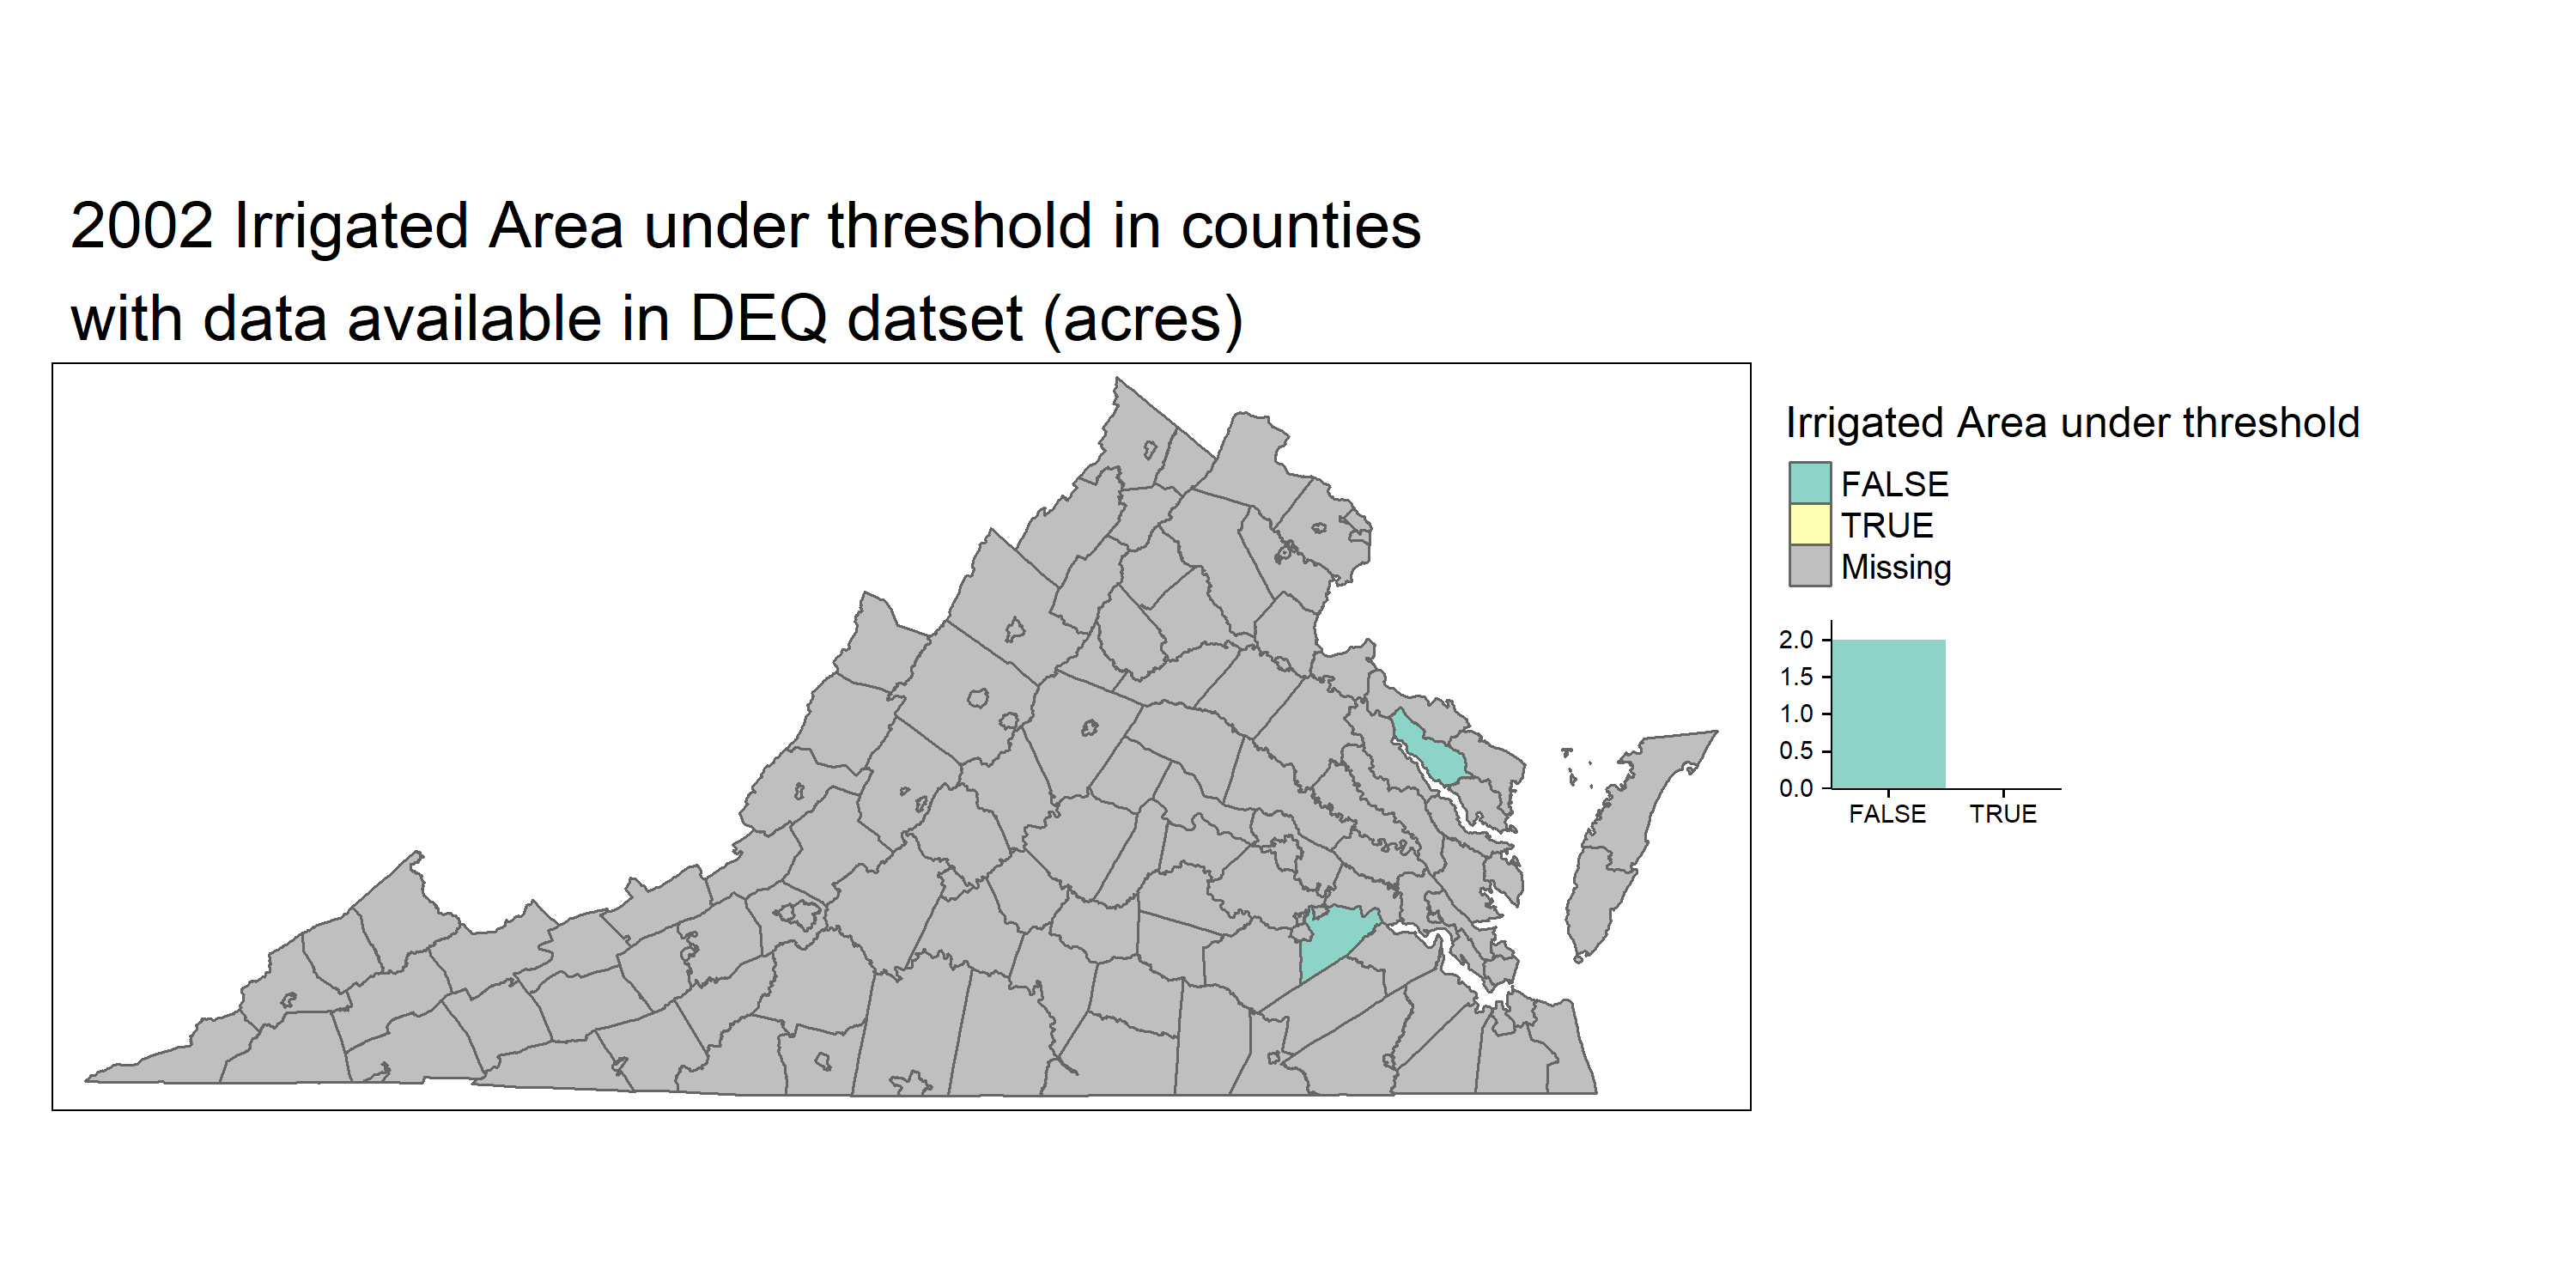 2002 Irrigated Area under threshold in counties
with data available in DEQ datset (acres)
Irrigated Area under threshold
FALSE
TRUE
Missing
2.0
1.5
1.0
0.5
0.0
FALSE TRUE